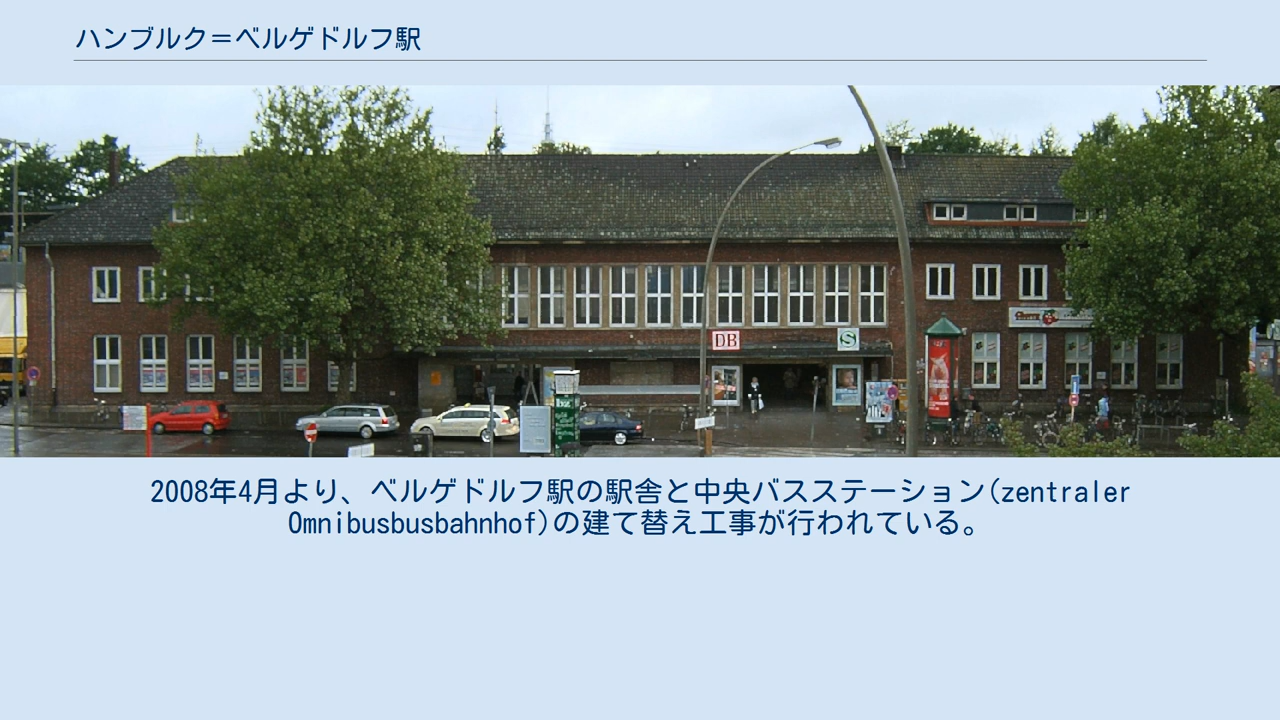 ハンブルク＝ベルゲドルフ駅
DB
S
2008年4月より、ベルゲドルフ駅の駅舎と中央バスステーション(zentraler
Omnibusbusbahnhof)の建て替え工事が行われている。